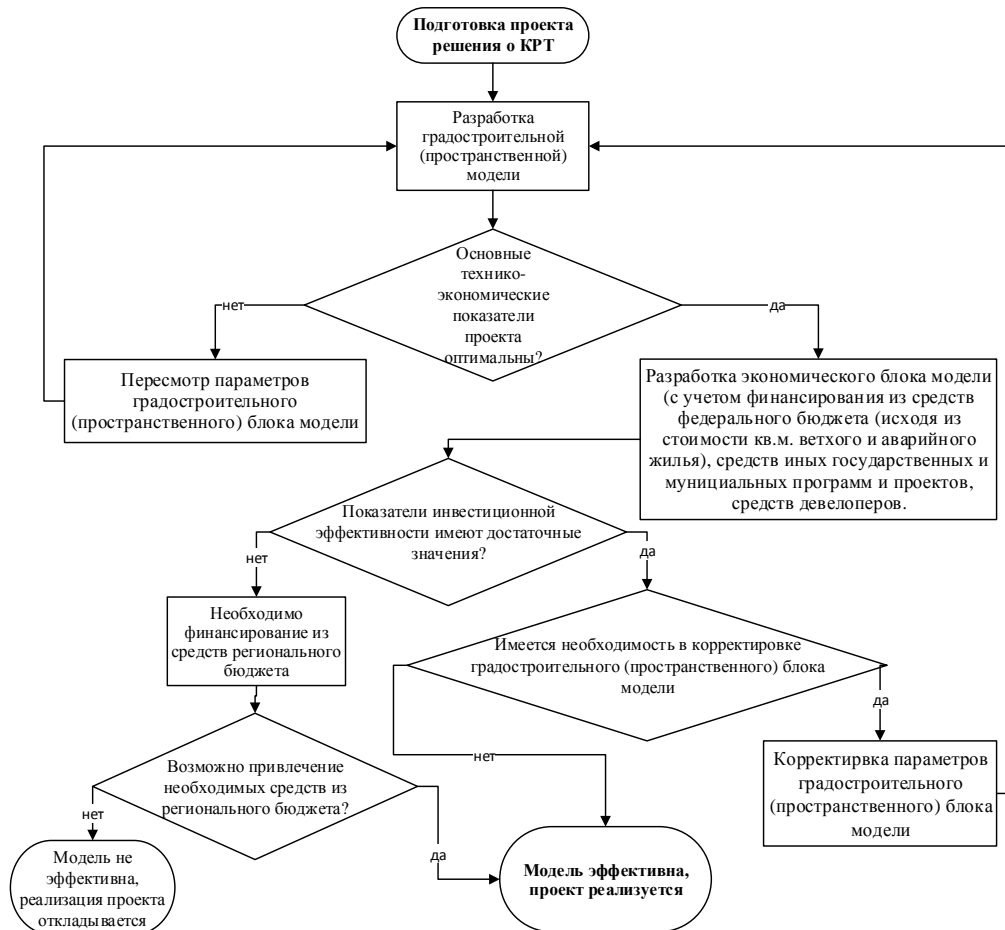 Подготовка проекта
решения о КРТ
Разработка
градостроительной
(пространственной)
модели
Основные
технико-
экономические
показатели
проекта
оптимальны?
нет
да
Пересмотр параметров
градостроительного
(пространственного) блока модели
Разработка экономического блока модели
(с учетом финансирования из средств
федерального бюджета (исходя из
стоимости кв.м. ветхого и аварийного
жилья), средств иных государственных и
муниципальных программ и проектов,
средств девелоперов.
Показатели инвестиционной
эффективности имеют достаточные
значения?
нет
да
Необходимо
финансирование из
средств регионального
бюджета
Имеется необходимость в корректировке
градостроительного (пространственного) блока
модели
да
нет
Возможно привлечение
необходимых средств из
регионального бюджета?
Корректирвка параметров
градостроительного
(пространственного) блока
модели
нет
да
Модель не
эффективна,
реализация проекта
откладывается
Модель эффективна,
проект реализуется